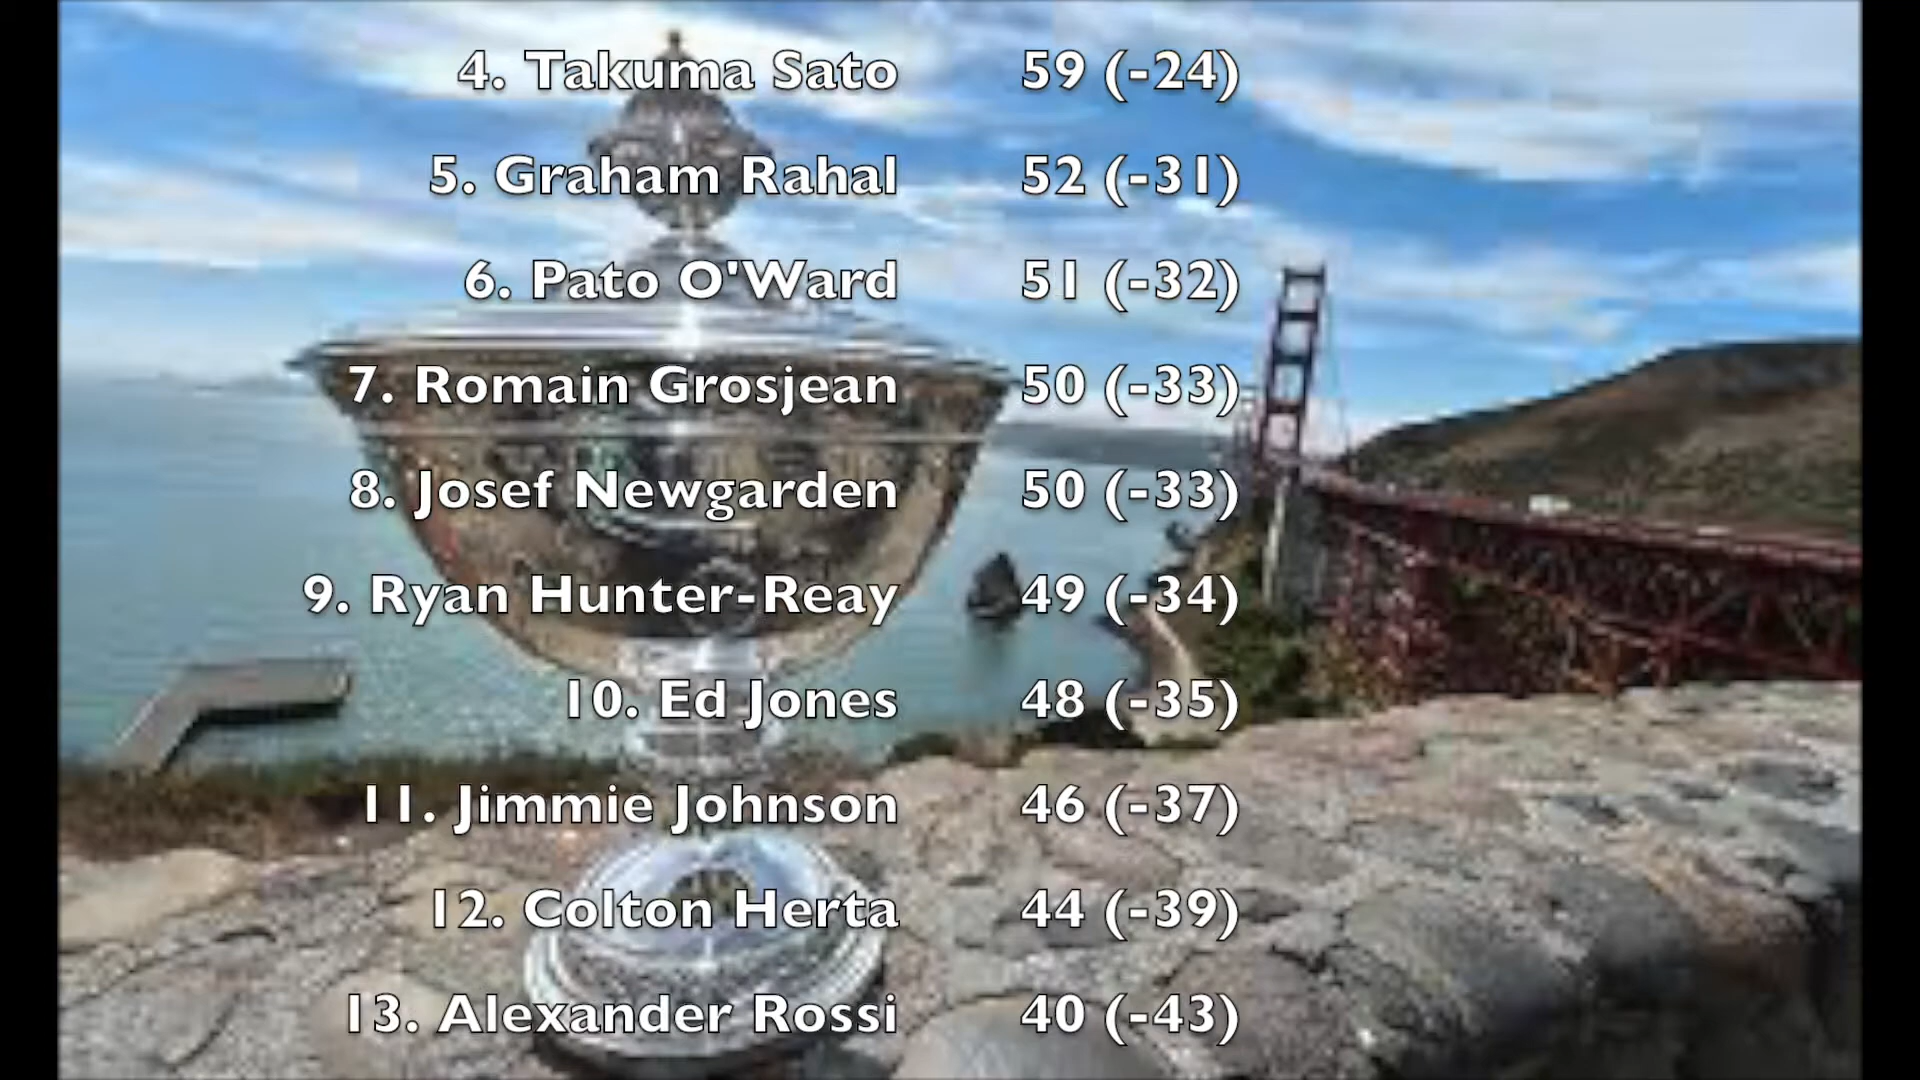 4. Takuma Sato 59 (-24)
5. Graham Rahal 52 (-31)
6. Pato O'Ward 51 (-32)
7. Romain Grosjean 50 (-33)
8. Josef Newgarden 50 (-33)
9. Ryan Hunter-Reay 49 (-34)
10. Ed Jones 48 (-35)
11. Jimmie Johnson 46 (-37)
12. Colton Herta 44 (-39)
13. Alexander Rossi 40 (-43)